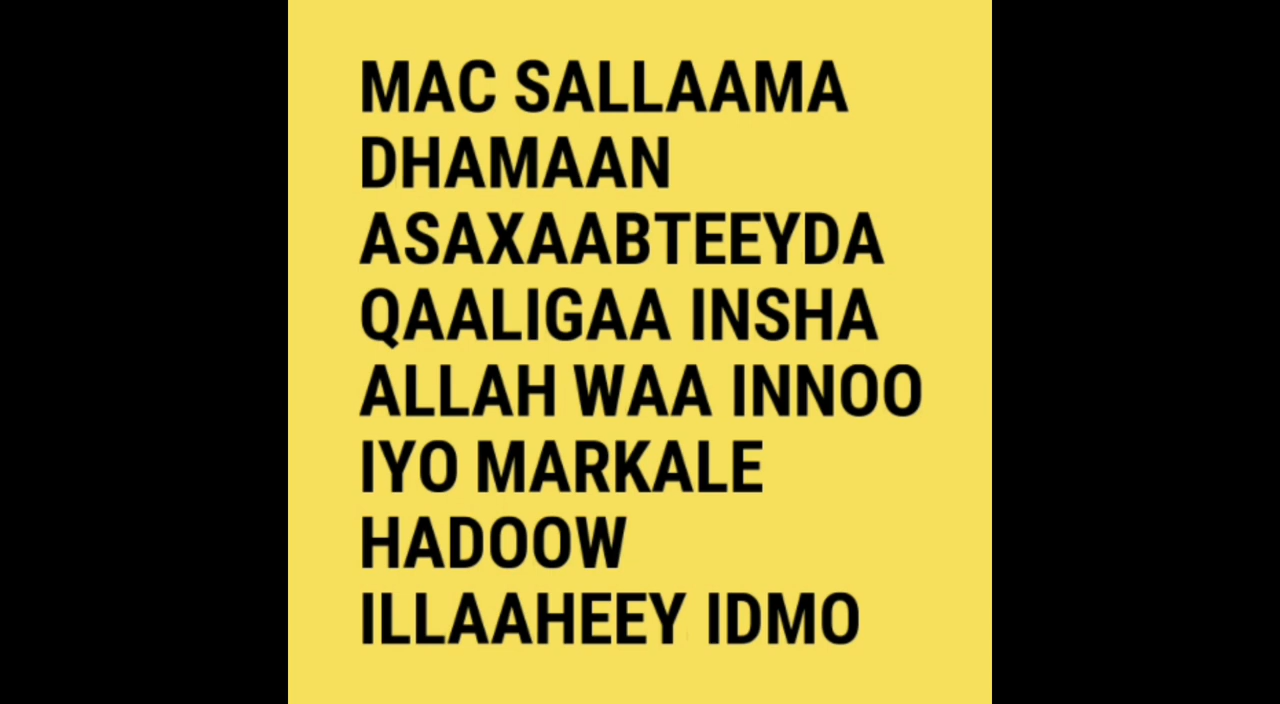 MAC SALLAAMA
DHAMAAN
ASAXAABTEEYDA
QAALIGAA INSHA
ALLAH WAA INNOO
IYO MARKALE
HADOOW
ILLAAHEEY IDMO